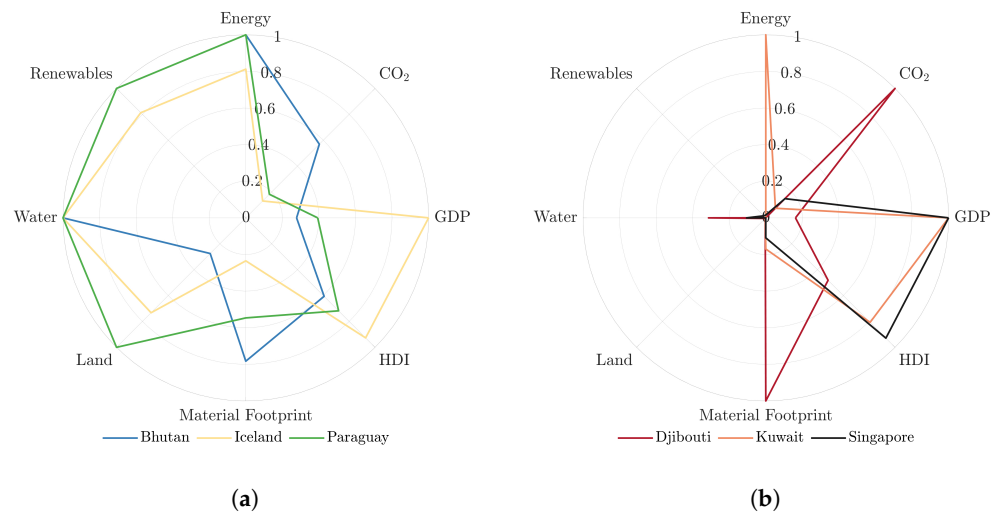 Energy
1
Renewables
CO2
0.8
0.6
0.4
0.2
Water
0
GDP
Land
HDI
Material Footprint
Bhutan Iceland Paraguay
(a)
Energy
1
Renewables
CO2
0.8
0.6
0.4
0.2
Water
0
GDP
Land
HDI
Material Footprint
Djibouti Kuwait Singapore
(b)